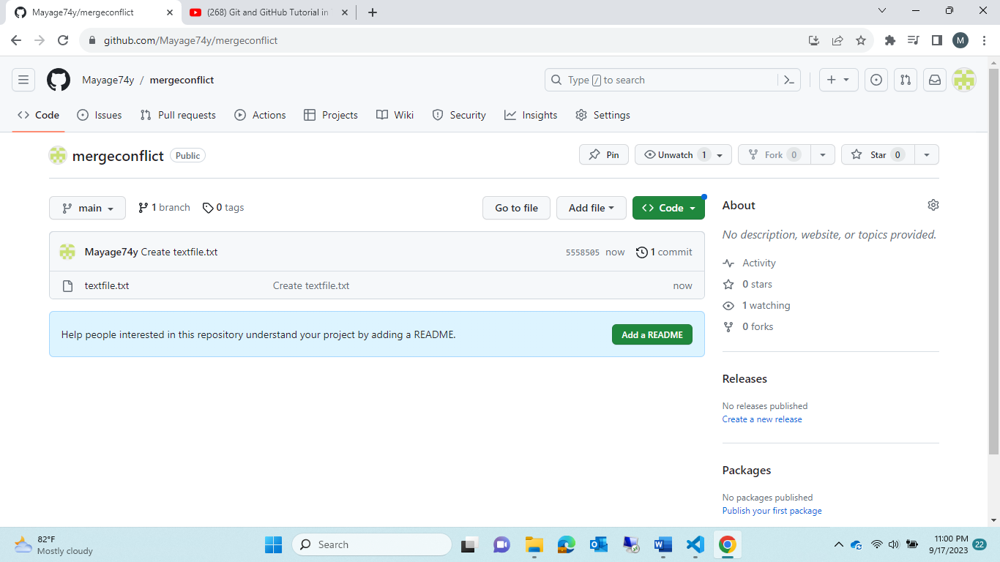 Mayage74y/mergeconflict
(268) Git and GitHub Tutorial in
github.com/Mayage74y/mergeconflict
M
Mayage74y / mergeconflict
Type / to search
Code Issues Pull requests Actions Projects Wiki Security Insights Settings
mergeconflict Public
Pin Unwatch 1 Fork 0 Star 0
main 1 branch 0 tags Go to file Add file Code
About
No description, website, or topics provided.
Mayage74y Create textfile.txt 5558505 now 1 commit
textfile.txt Create textfile.txt now
Activity
0 stars
1 watching
0 forks
Help people interested in this repository understand your project by adding a README. Add a README
Releases
No releases published
Create a new release
Packages
No packages published
Publish your first package
82°F
Mostly cloudy
Search
11:00 PM
9/17/2023
22